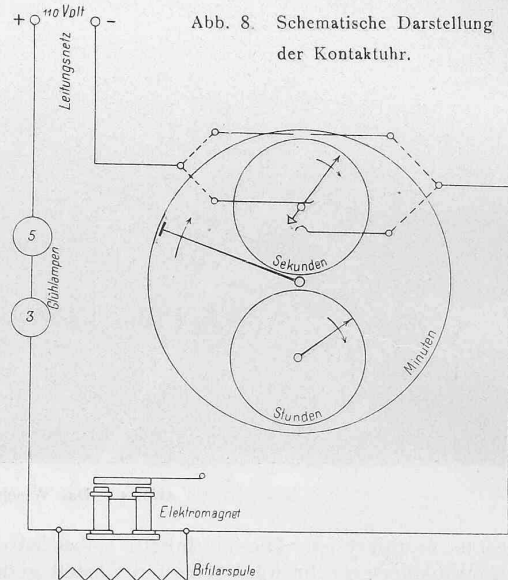 Abb. 8. Schematische Darstellung
der Kontaktuhr.
+ 110 Volt -
Leitungsnetz
5
Glühlampen
3
Sekunden
Minuten
Stunden
Elektromagnet
Bifilarspule